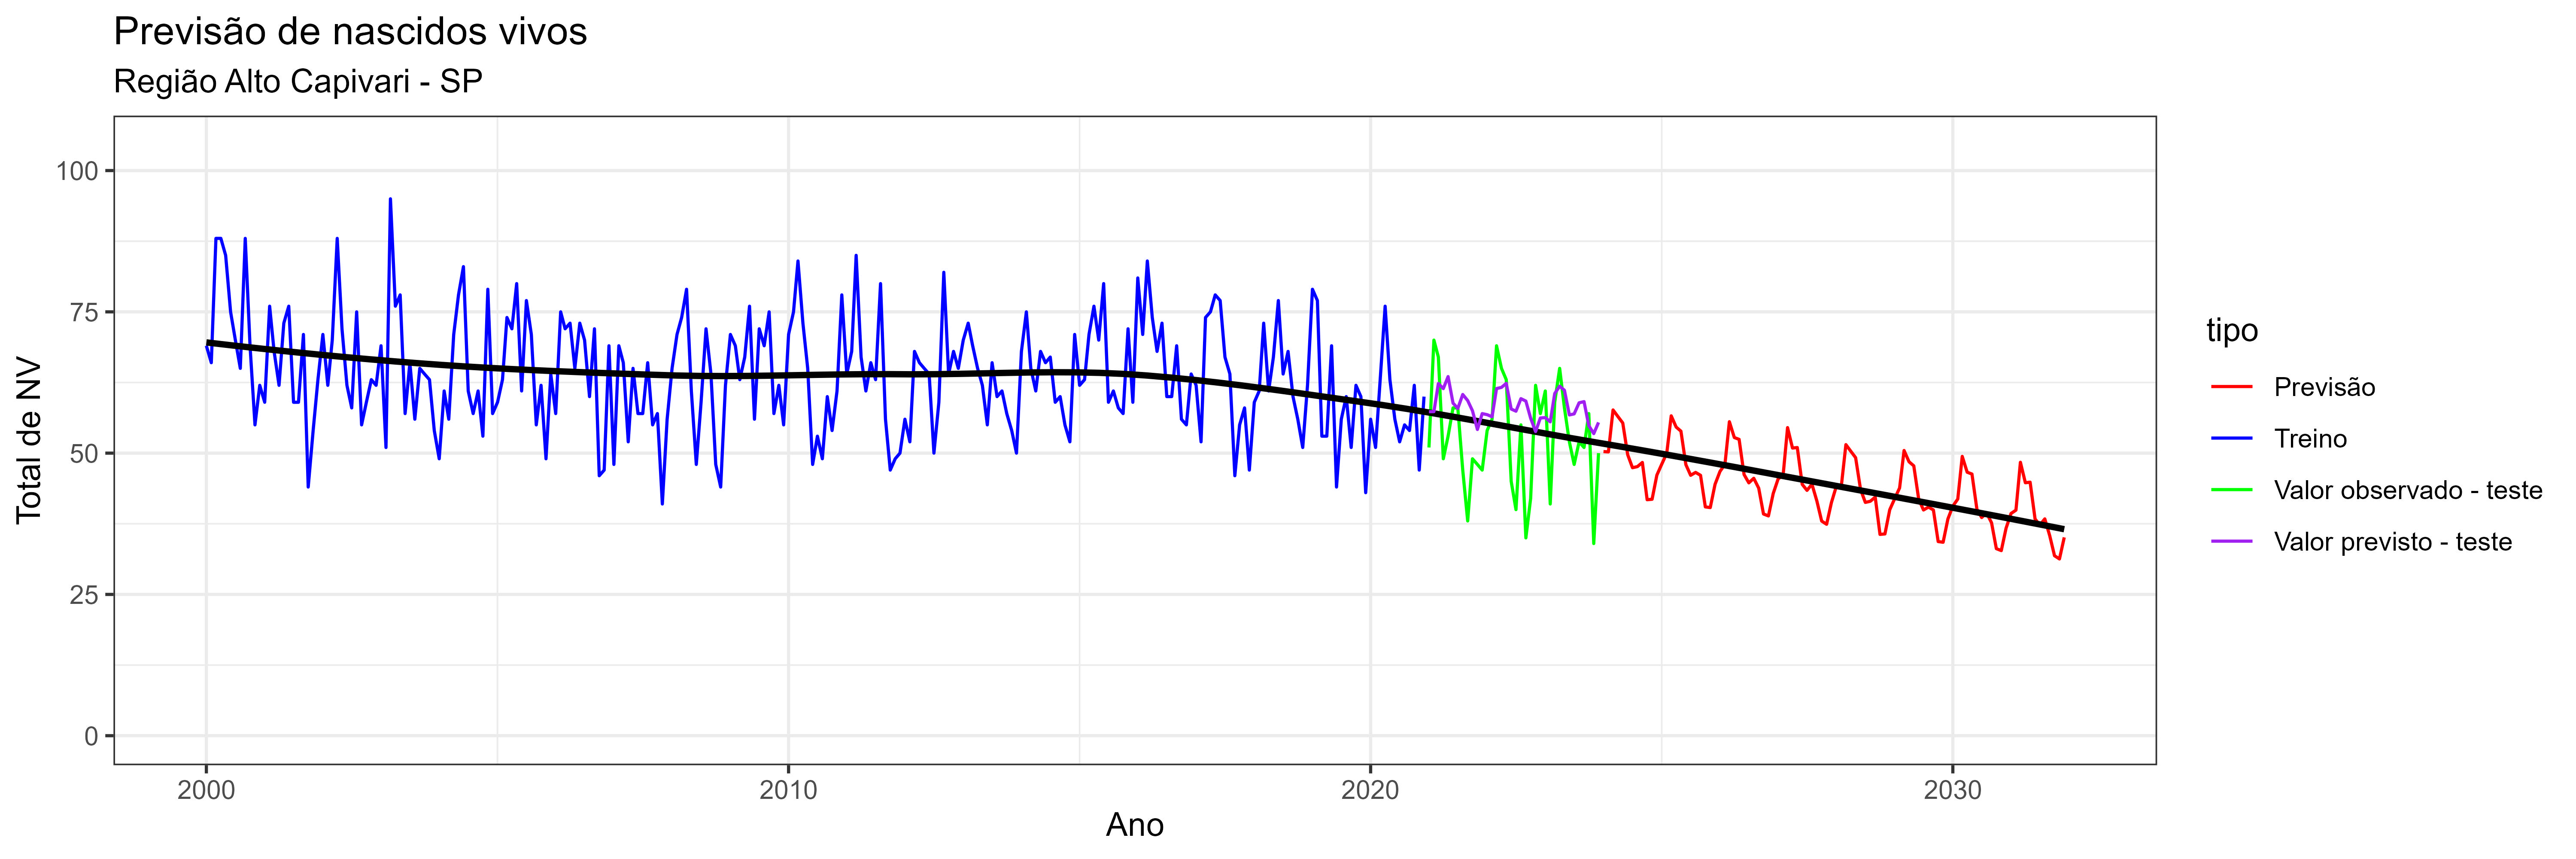 Previsão de nascidos vivos
Região Alto Capivari - SP
Total de NV
100
75
50
25
0
2000
2010
2020
2030
Ano
tipo
Previsão
Treino
Valor observado - teste
Valor previsto - teste